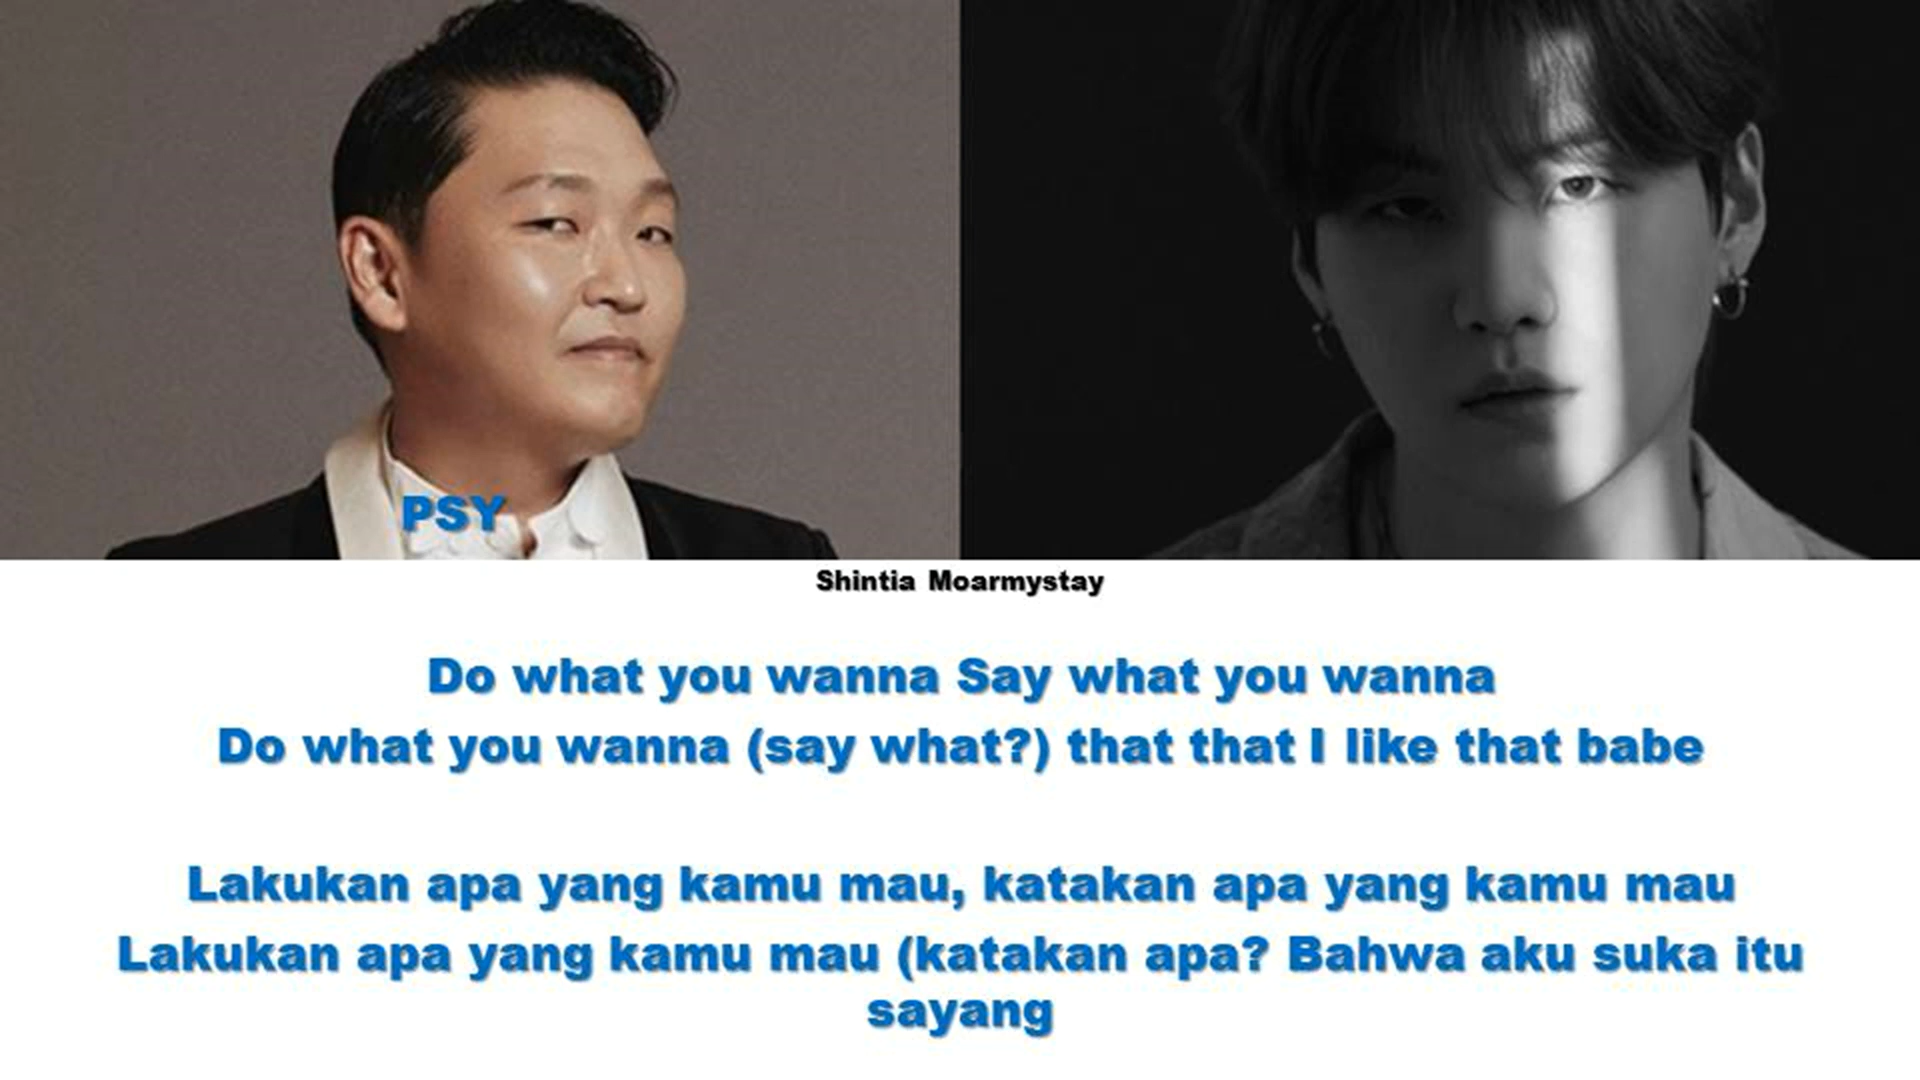 PSY
Shintia Moarmystay
Do what you wanna Say what you wanna
Do what you wanna (say what?) that that I like that babe
Lakukan apa yang kamu mau, katakan apa yang kamu mau
Lakukan apa yang kamu mau (katakan apa? Bahwa aku suka itu
sayang